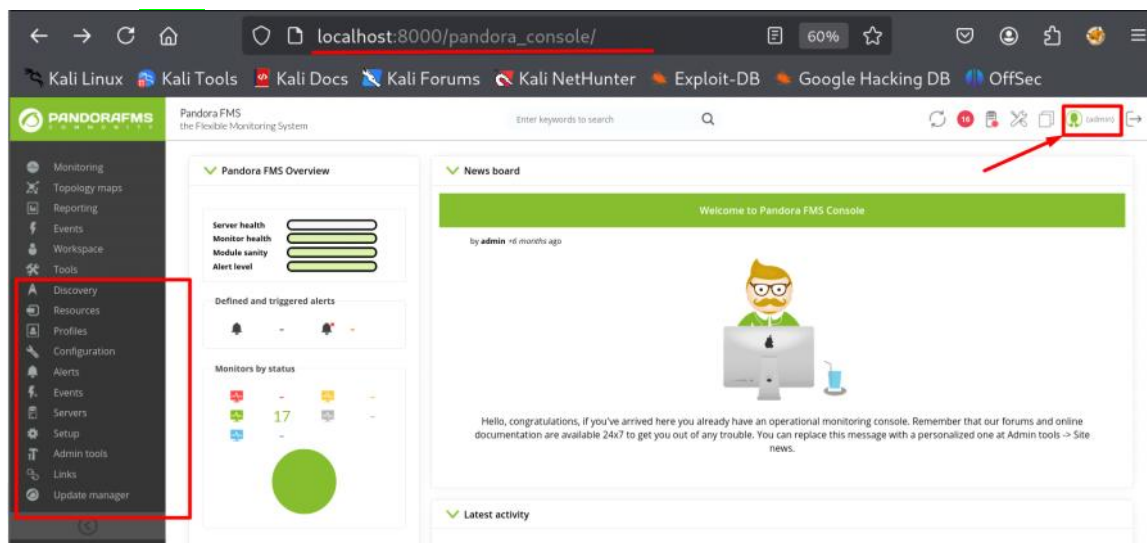 localhost:8000/pandora_console/
60%
Kali Linux Kali Tools Kali Docs Kali Forums Kali NetHunter Exploit-DB Google Hacking DB OffSec
PANDORAFMS
COMMUNITY
Pandora FMS
the Flexible Monitoring System
Enter keywords to search
16
(admin)
Monitoring
Topology maps
Reporting
Events
Workspace
Tools
Discovery
Resources
Profiles
Configuration
Alerts
Events
Servers
Setup
Admin tools
Links
Update manager
Pandora FMS Overview
Server health
Monitor health
Module sanity
Alert level
Defined and triggered alerts
- -
Monitors by status
- -
17 -
-
News board
Welcome to Pandora FMS Console
by admin +6 months ago
Hello, congratulations, if you've arrived here you already have an operational monitoring console. Remember that our forums and online
documentation are available 24x7 to get you out of any trouble. You can replace this message with a personalized one at Admin tools -> Site
news.
Latest activity